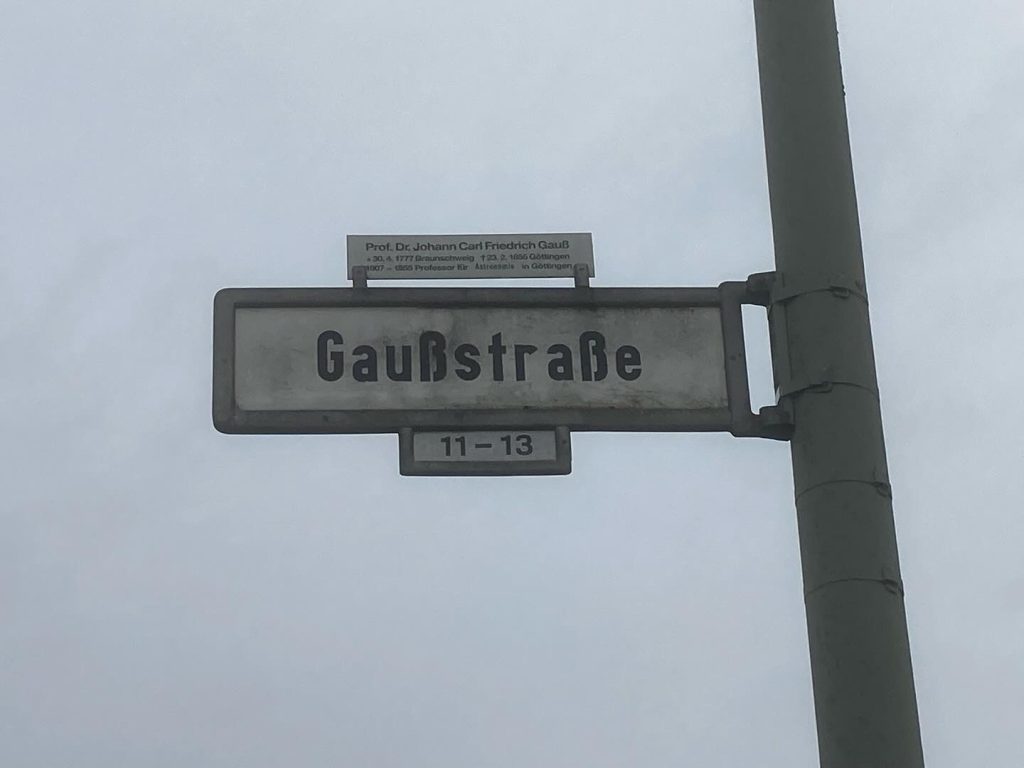 Prof. Dr. Johann Carl Friedrich Gauß
* 30. 4. 1777 Braunschweig † 23. 2. 1855 Göttingen
1807 – 1855 Professor für Astronomie in Göttingen
Gaußstraße
11 – 13